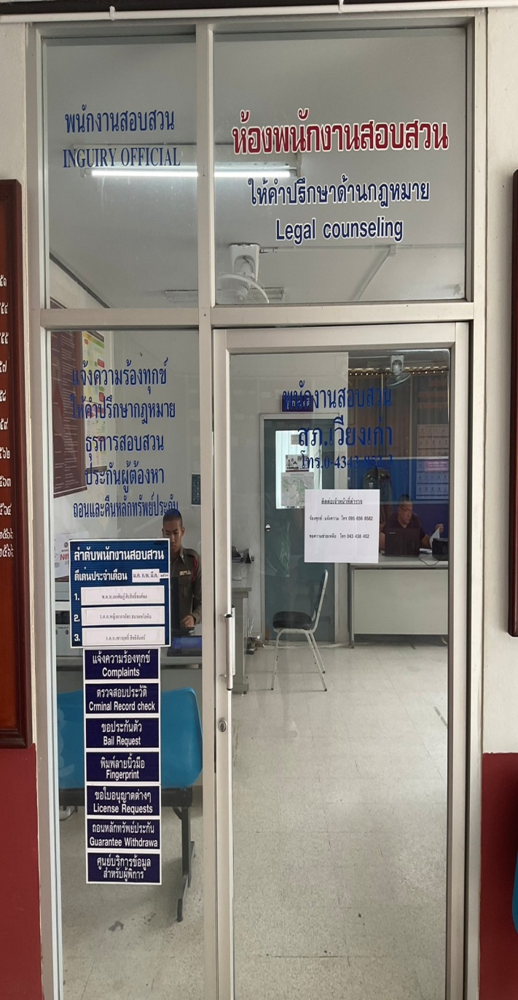 พนักงานสอบสวน
INGUIRY OFFICIAL
ห้องพนักงานสอบสวน
ให้คำปรึกษาด้านกฎหมาย
Legal counseling
แจ้งความร้องทุกข์
ให้คำปรึกษากฎหมาย
ธุรการสอบสวน
ประกันผู้ต้องหา
ถอนและคืนหลักทรัพย์ประกัน
พนักงานสอบสวน
สภ.เวียงเก่า
โทร.0-4343-
ติดต่อเจ้าหน้าที่ตำรวจ
ร้องทุกข์ แจ้งความ โทร 095 656 8582
ขอความช่วยเหลือ โทร 043 438 452
ลำดับพนักงานสอบสวน
ดีเด่นประจำเดือน ม.ค. ก.พ. มี.ค.
1.
2.
3.
แจ้งความร้องทุกข์
Complaints
ตรวจสอบประวัติ
Crminal Record check
ขอประกันตัว
Bail Request
พิมพ์ลายนิ้วมือ
Fingerprint
ขอใบอนุญาตต่างๆ
License Requests
ถอนหลักทรัพย์ประกัน
Guarantee Withdrawa
ศูนย์บริการข้อมูล
สำหรับผู้พิการ